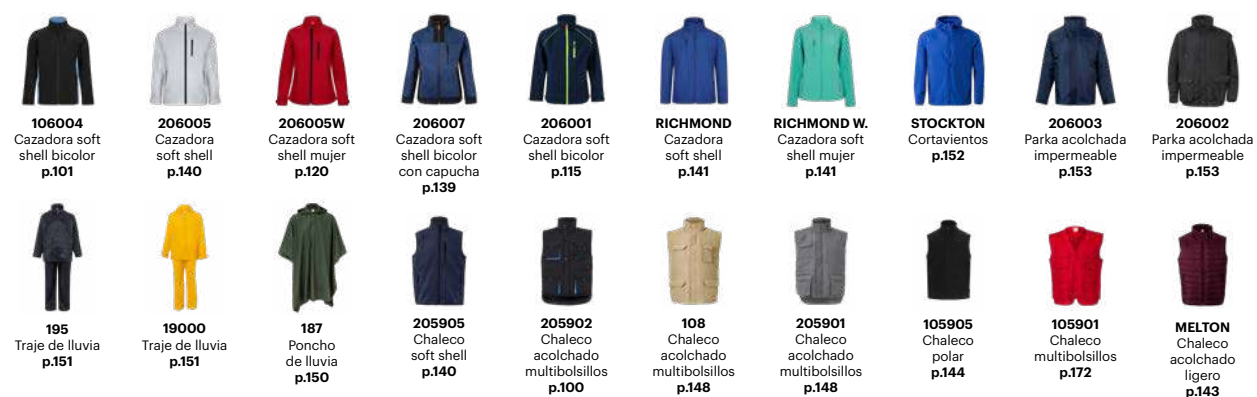 106004
Cazadora soft
shell bicolor
p.101
206005
Cazadora
soft shell
p.140
206005W
Cazadora soft
shell mujer
p.120
206007
Cazadora soft
shell bicolor
con capucha
p.139
206001
Cazadora soft
shell bicolor
p.115
RICHMOND
Cazadora
soft shell
p.141
RICHMOND W.
Cazadora soft
shell mujer
p.141
STOCKTON
Cortavientos
p.152
206003
Parka acolchada
impermeable
p.153
206002
Parka acolchada
impermeable
p.153
195
Traje de lluvia
p.151
19000
Traje de lluvia
p.151
187
Poncho
de lluvia
p.150
205905
Chaleco
soft shell
p.140
205902
Chaleco
acolchado
multibolsillos
p.100
108
Chaleco
acolchado
multibolsillos
p.148
205901
Chaleco
acolchado
multibolsillos
p.148
105905
Chaleco
polar
p.144
105901
Chaleco
multibolsillos
p.172
MELTON
Chaleco
acolchado
ligero
p.143